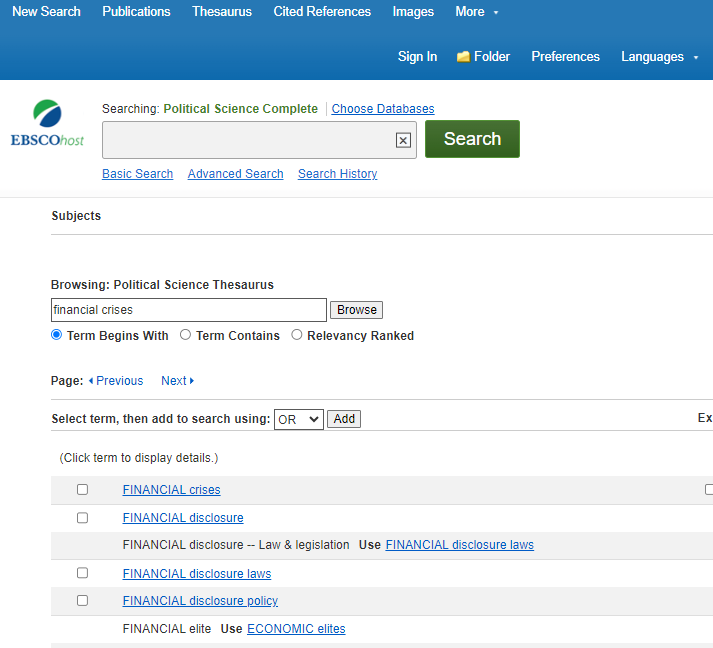 New Search Publications Thesaurus Cited References Images More
Sign In Folder Preferences Languages
Searching: Political Science Complete Choose Databases
EBSCOhost
Search
Basic Search Advanced Search Search History
Subjects
Browsing: Political Science Thesaurus
financial crises Browse
Term Begins With Term Contains Relevancy Ranked
Page: Previous Next
Select term, then add to search using: OR Add Ex
(Click term to display details.)
FINANCIAL crises
FINANCIAL disclosure
FINANCIAL disclosure -- Law & legislation Use FINANCIAL disclosure laws
FINANCIAL disclosure laws
FINANCIAL disclosure policy
FINANCIAL elite Use ECONOMIC elites